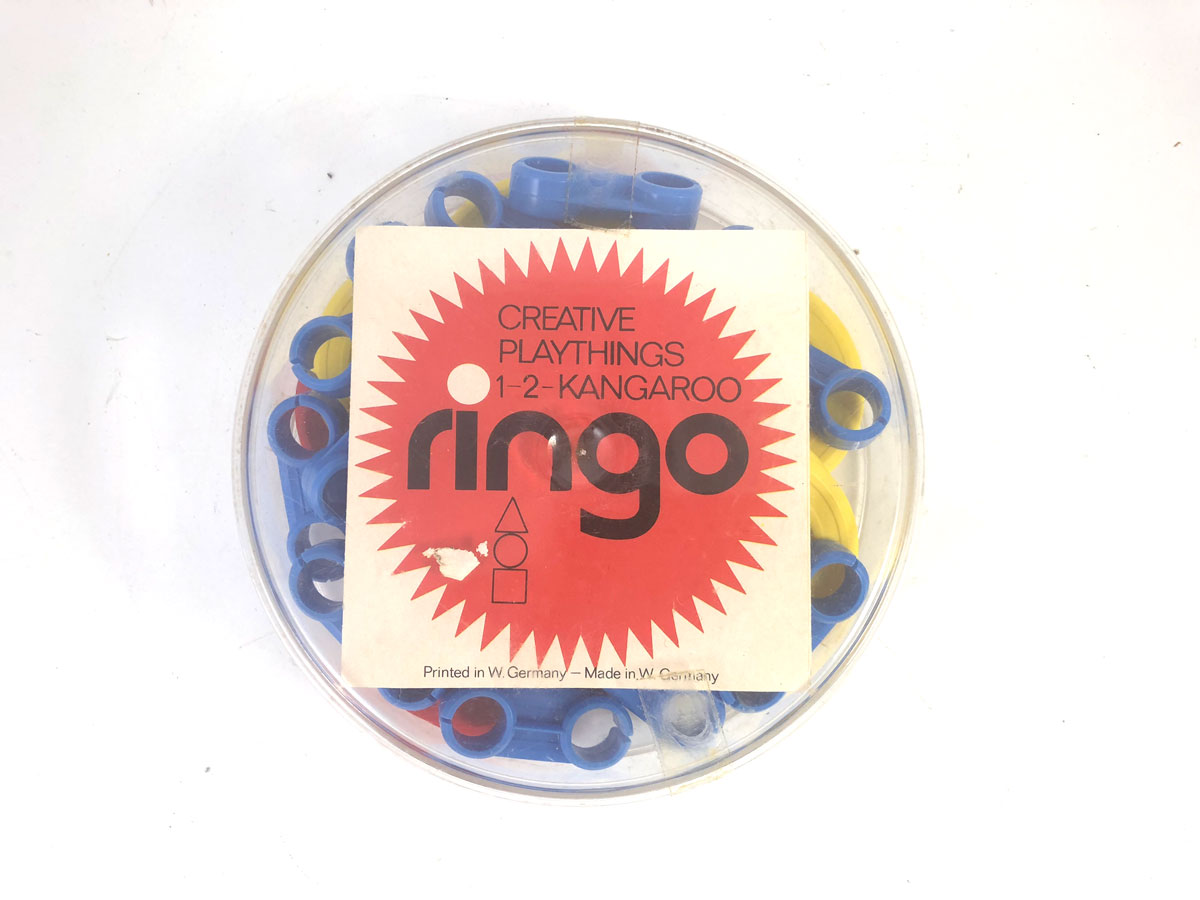 CREATIVE
PLAYTHINGS
1-2-KANGAROO
ringo
Printed in W. Germany — Made in W. Germany